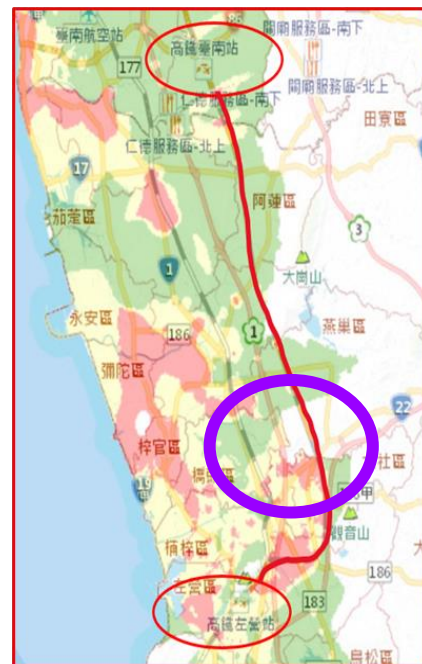 臺南航空站
186
高鐵臺南站
關廟服務區-南下
177
仁德服務區-南下
關廟服務區-北上
仁德服務區-北上
田寮區
17
茄萣區
阿蓮區
3
1
大崗山
永安區
186
1
燕巢區
彌陀區
22
梓官區
社區
19甲
觀音山
楠梓區
186
左營區
183
高鐵左營站
鳥松區